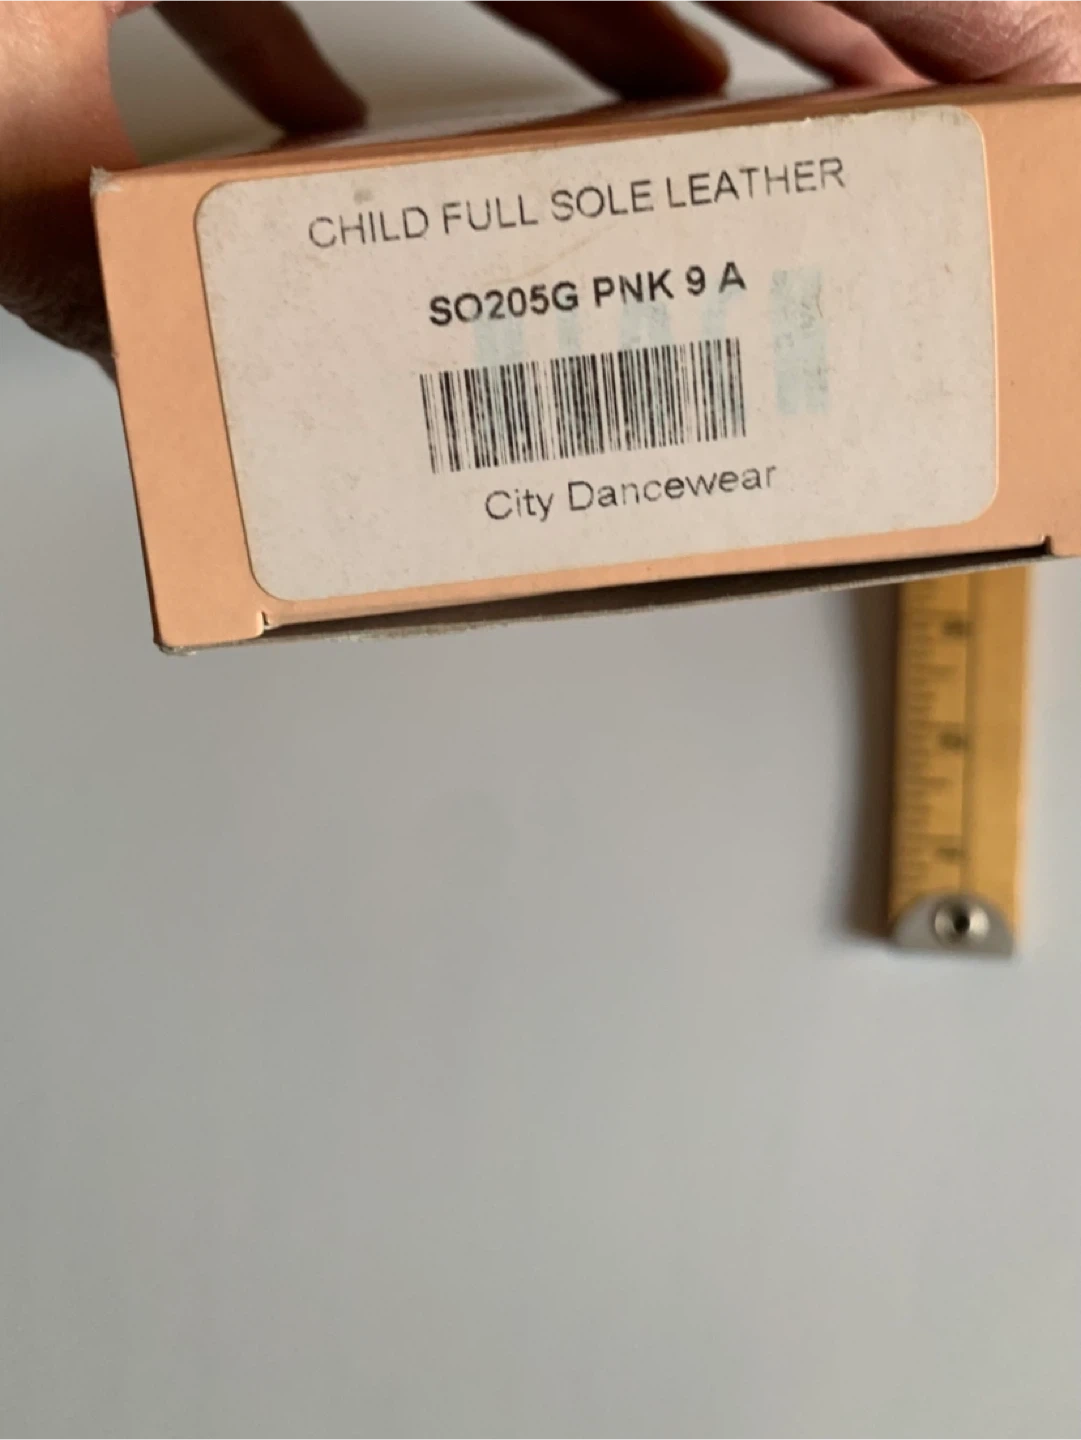 CHILD FULL SOLE LEATHER
SO205G PNK 9 A
City Dancewear